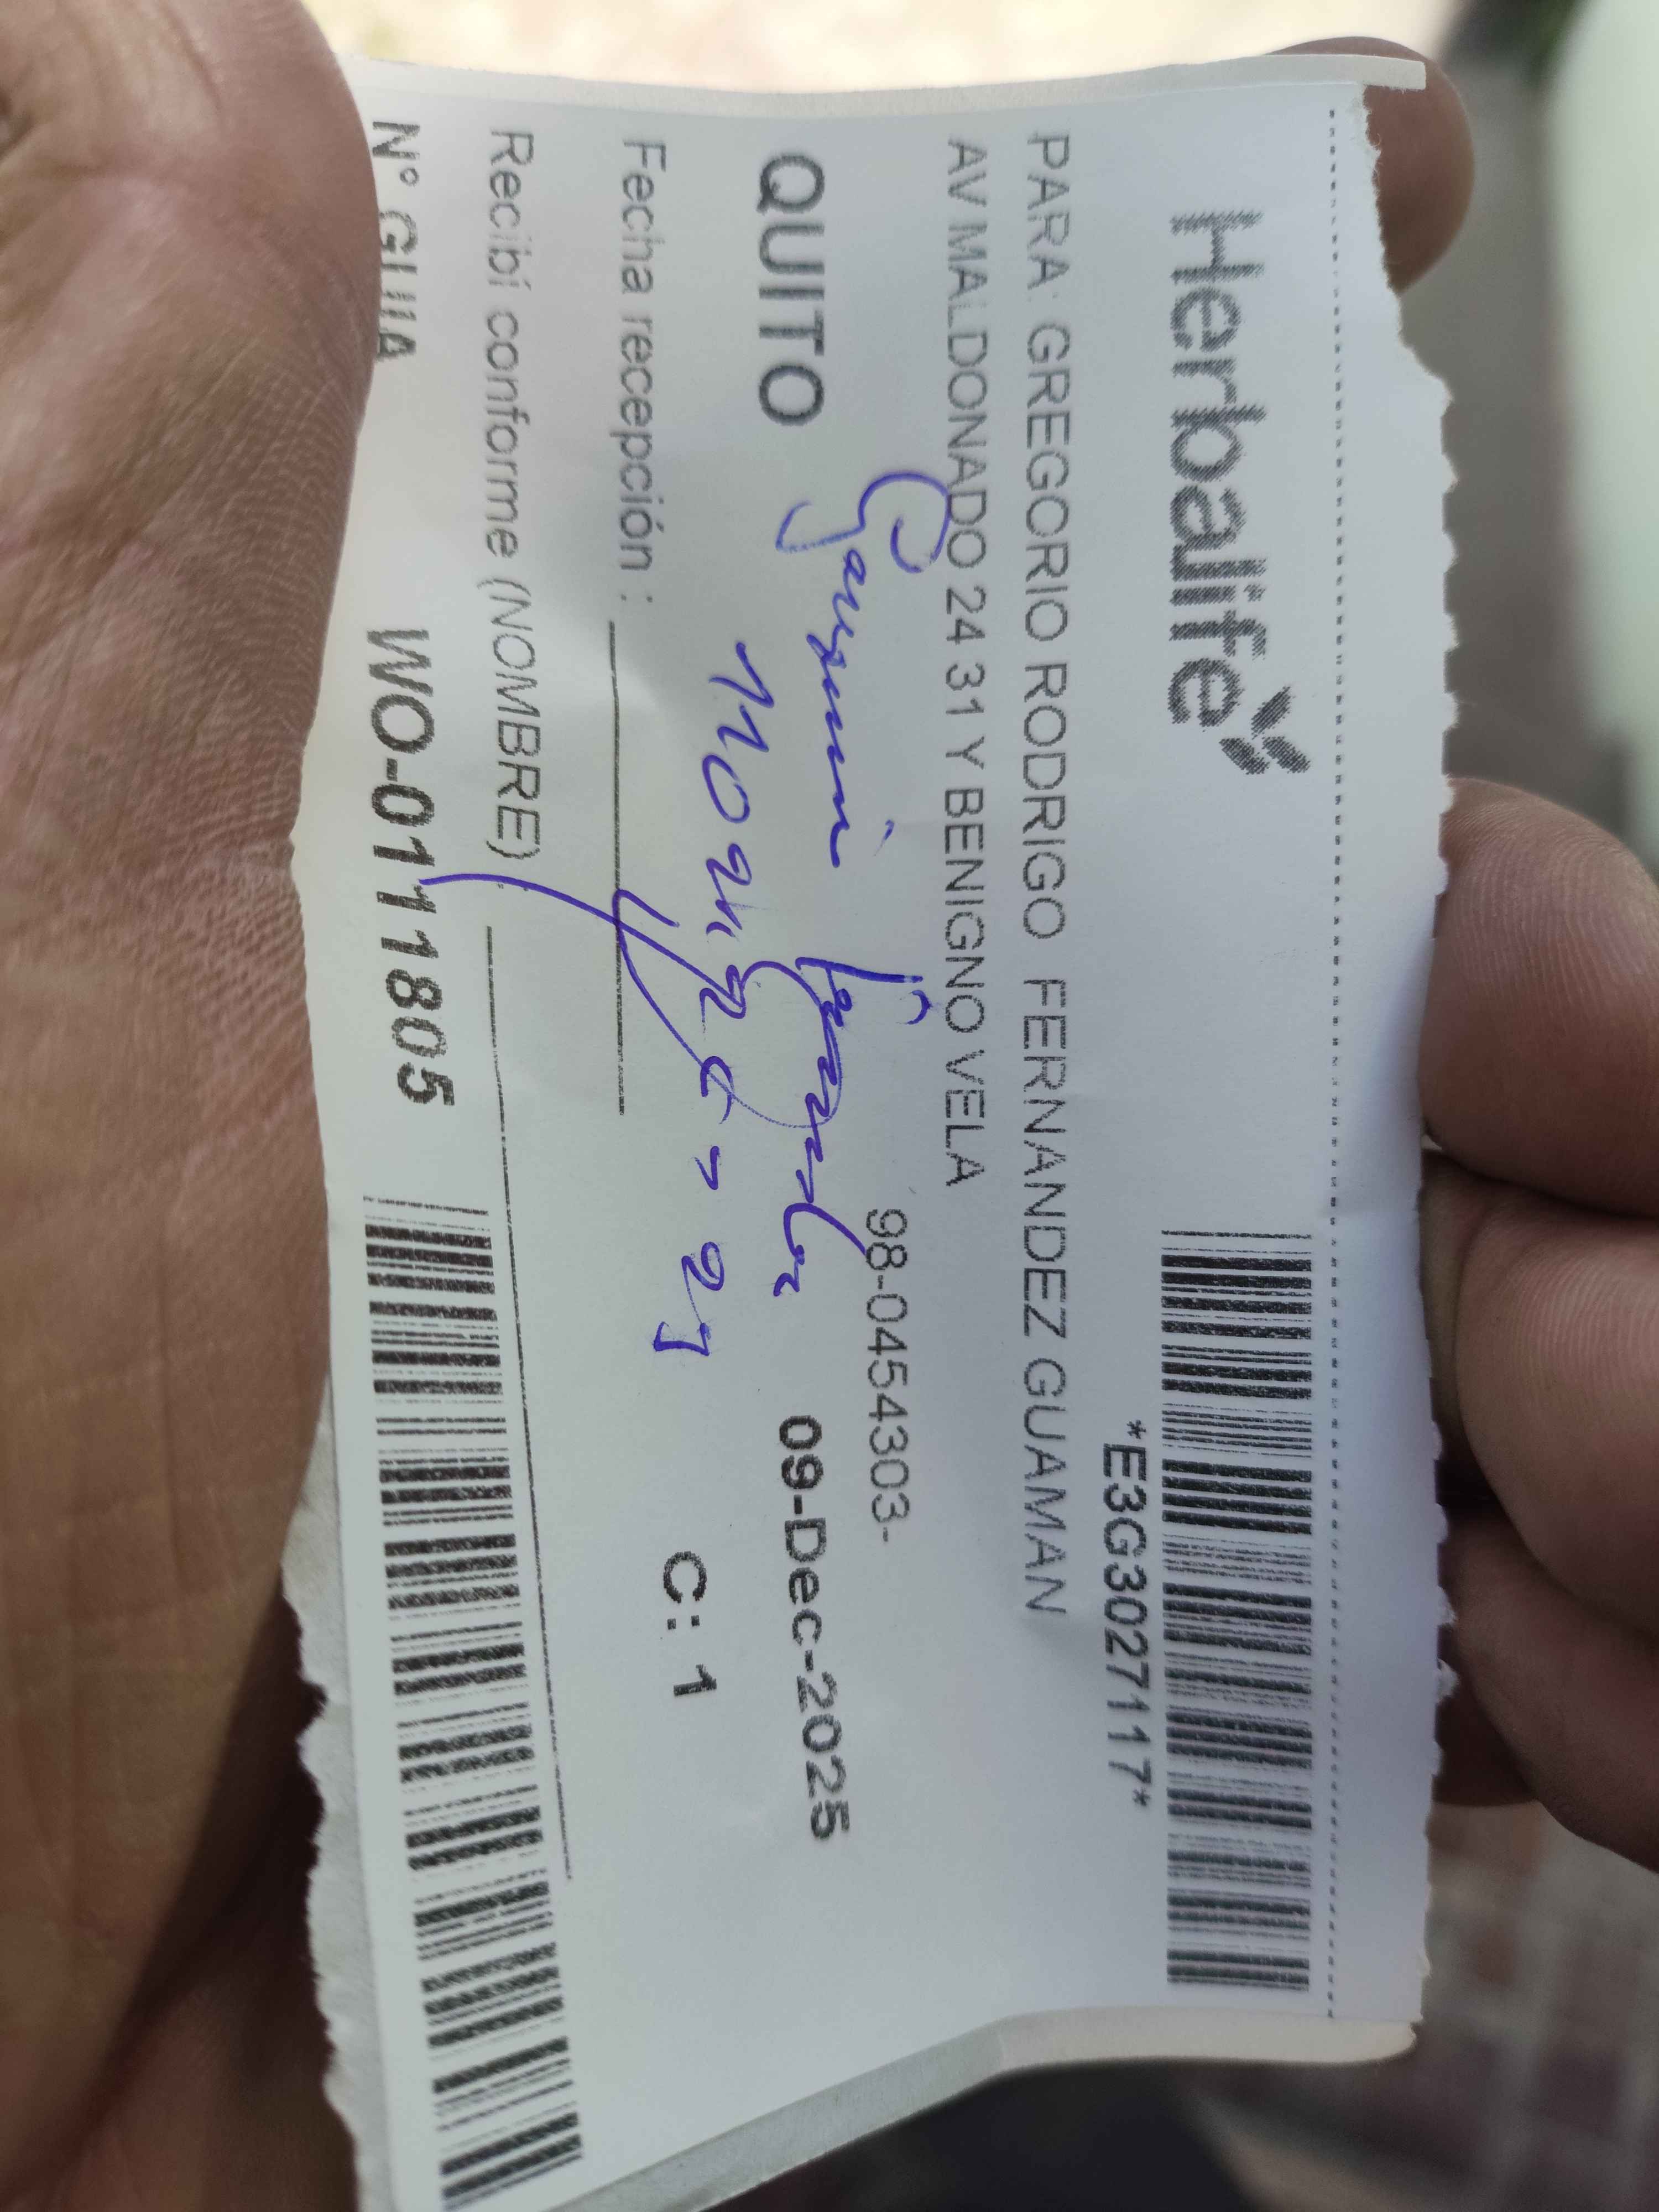 Herbalife
*E3G3027117*
PARA: GREGORIO RODRIGO FERNANDEZ GUAMAN
AV MALDONADO 24 31 Y BENIGNO VELA
98-0454303-
QUITO
09-Dec-2025
Fecha recepción :
C: 1
Recibí conforme (NOMBRE)
N° GUIA WO-0111805